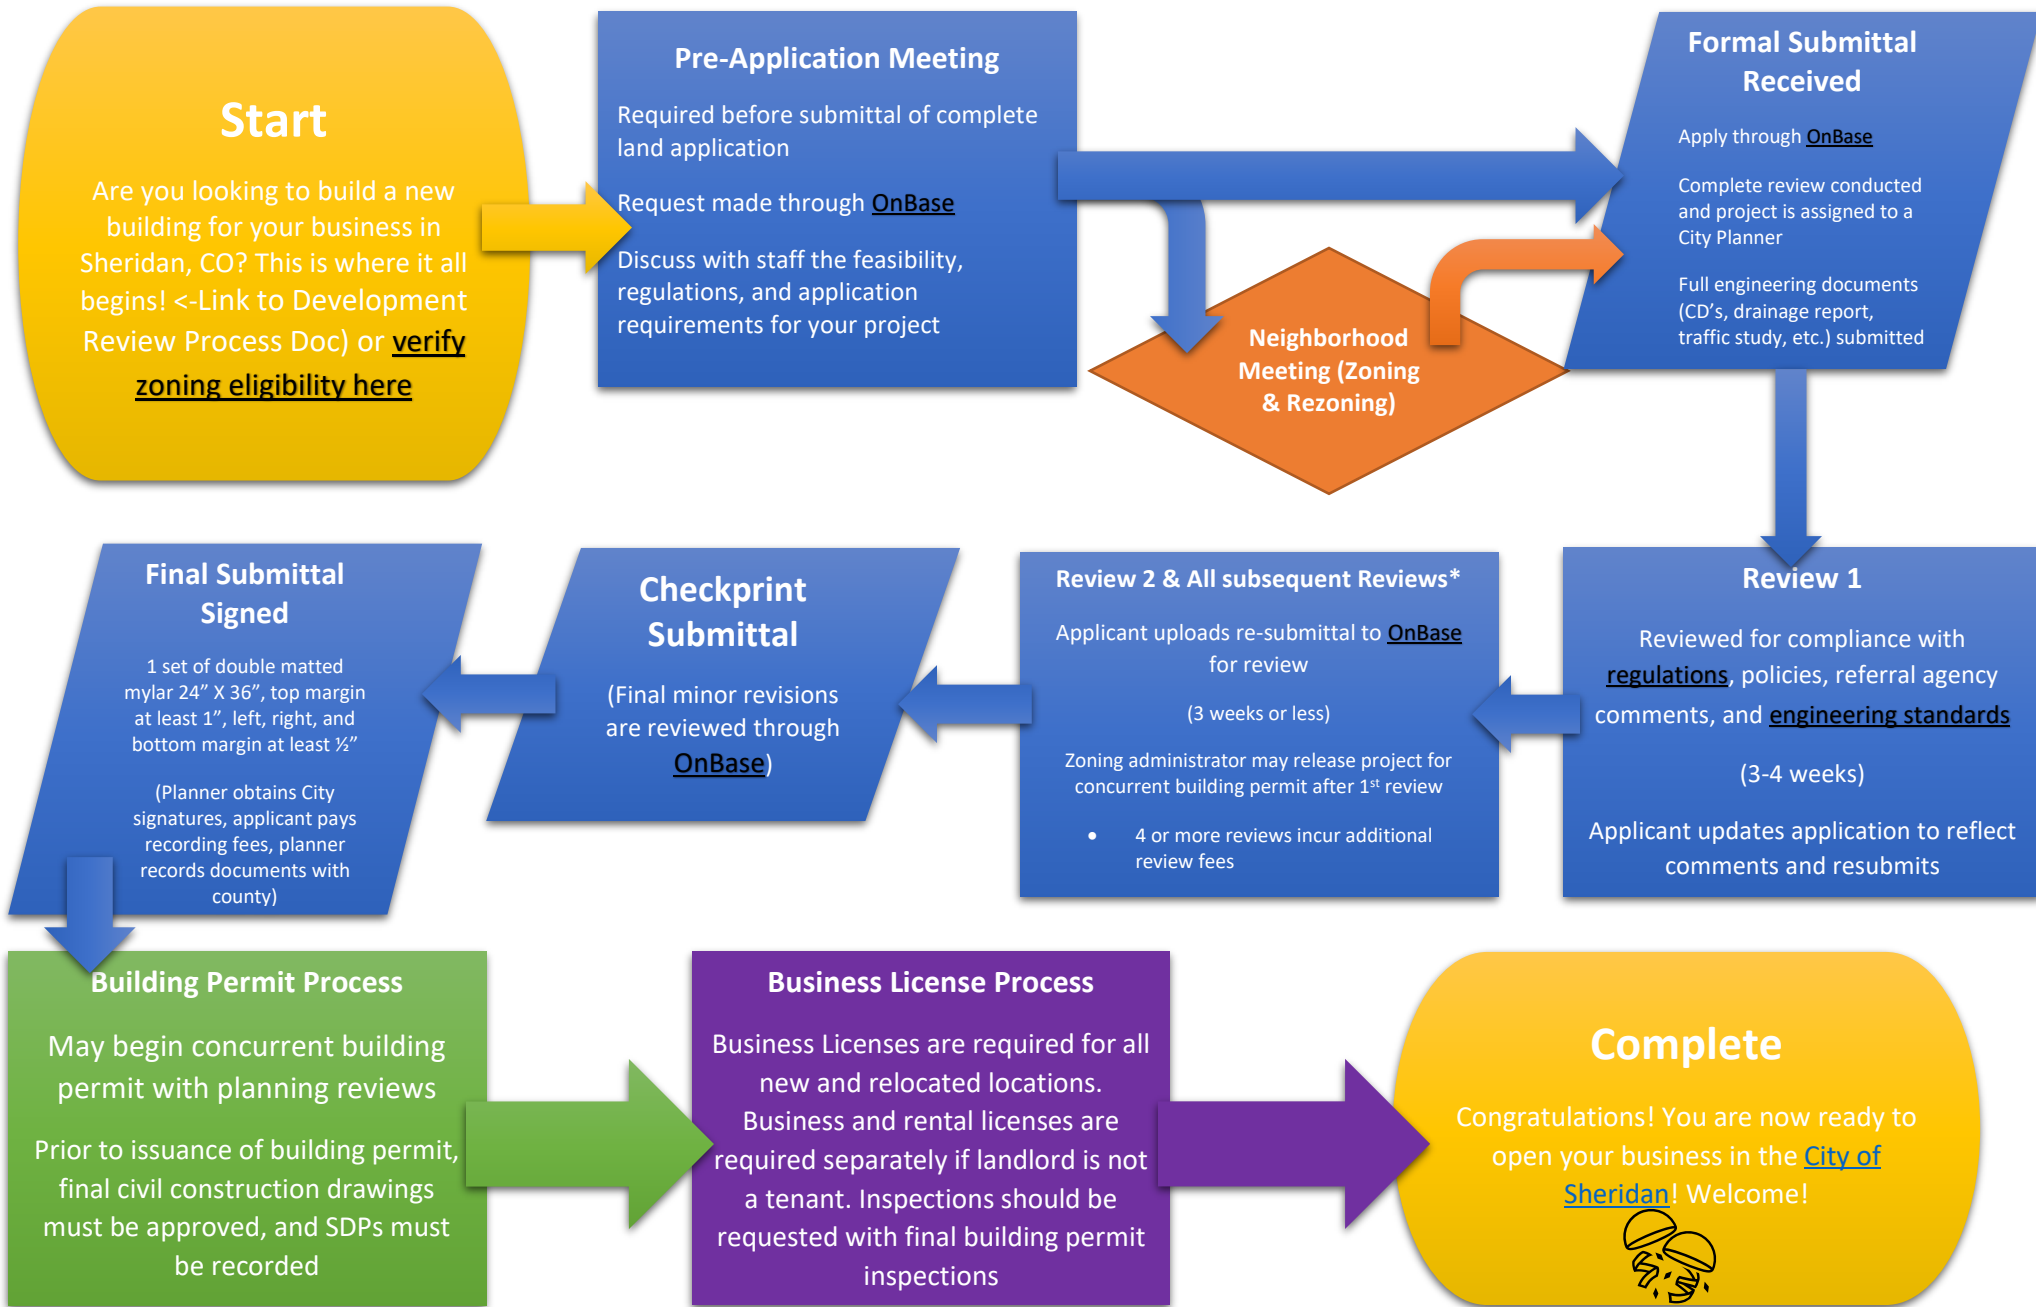 Start
Are you looking to build a new
building for your business in
Sheridan, CO? This is where it all
begins! <-Link to Development
Review Process Doc) or verify
zoning eligibility here
Pre-Application Meeting
Required before submittal of complete
land application
Request made through OnBase
Discuss with staff the feasibility,
regulations, and application
requirements for your project
Neighborhood
Meeting (Zoning
& Rezoning)
Formal Submittal
Received
Apply through OnBase
Complete review conducted
and project is assigned to a
City Planner
Full engineering documents
(CD’s, drainage report,
traffic study, etc.) submitted
Review 1
Reviewed for compliance with
regulations, policies, referral agency
comments, and engineering standards
(3-4 weeks)
Applicant updates application to reflect
comments and resubmits
Review 2 & All subsequent Reviews*
Applicant uploads re-submittal to OnBase
for review
(3 weeks or less)
Zoning administrator may release project for
concurrent building permit after 1st review
• 4 or more reviews incur additional
review fees
Checkprint
Submittal
(Final minor revisions
are reviewed through
OnBase)
Final Submittal
Signed
1 set of double matted
mylar 24” X 36”, top margin
at least 1”, left, right, and
bottom margin at least ½”
(Planner obtains City
signatures, applicant pays
recording fees, planner
records documents with
county)
Building Permit Process
May begin concurrent building
permit with planning reviews
Prior to issuance of building permit,
final civil construction drawings
must be approved, and SDPs must
be recorded
Business License Process
Business Licenses are required for all
new and relocated locations.
Business and rental licenses are
required separately if landlord is not
a tenant. Inspections should be
requested with final building permit
inspections
Complete
Congratulations! You are now ready to
open your business in the City of
Sheridan! Welcome!